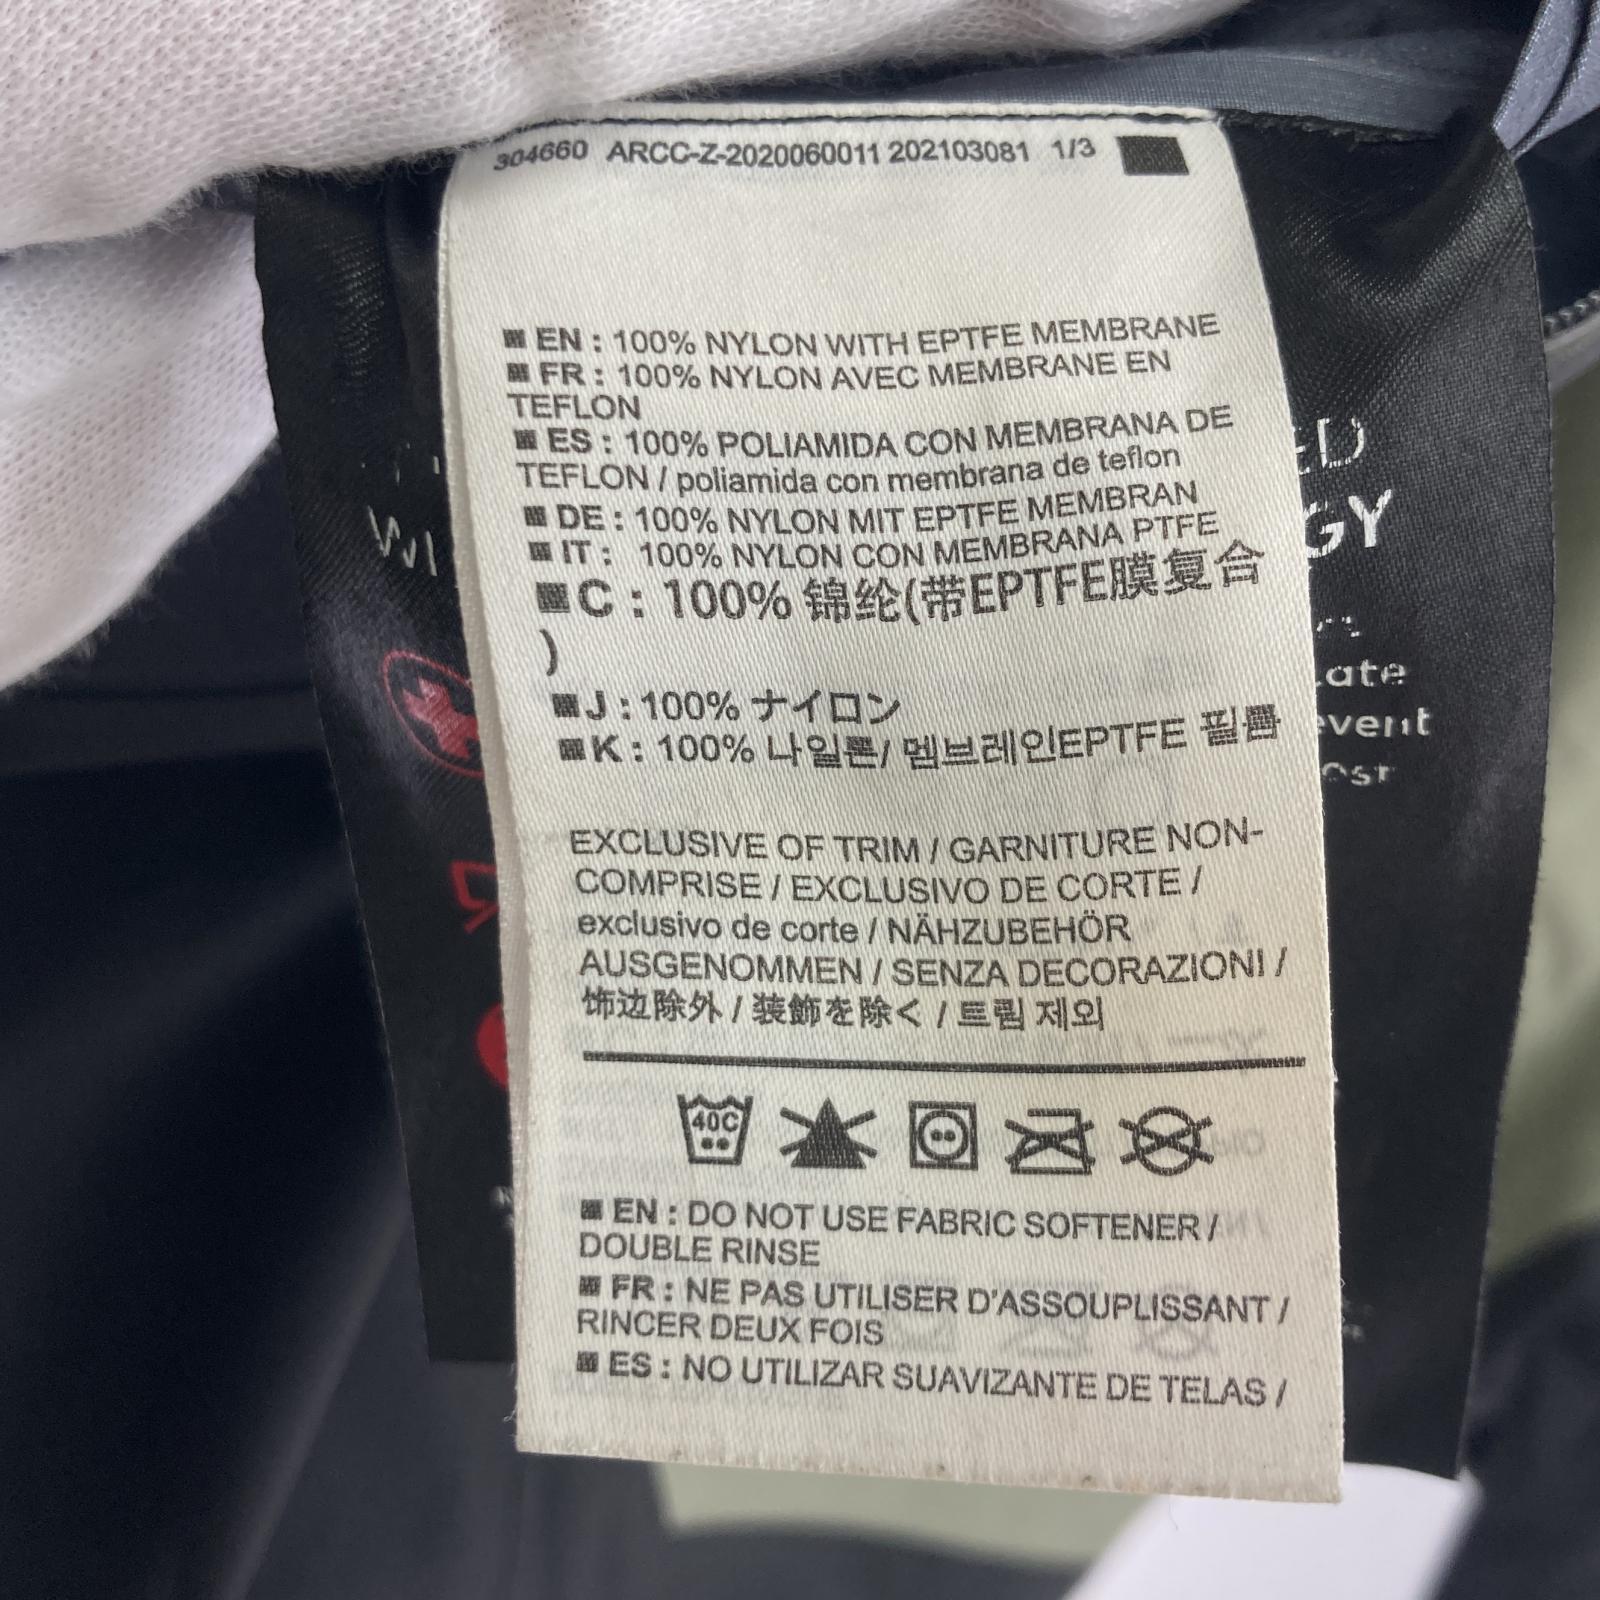 304660 ARCC-Z-2020060011 202103081 1/3
EN : 100% NYLON WITH EPTFE MEMBRANE
FR : 100% NYLON AVEC MEMBRANE EN
TEFLON
ES : 100% POLIAMIDA CON MEMBRANA DE
TEFLON / poliamida con membrana de teflon
DE : 100% NYLON MIT EPTFE MEMBRAN
IT : 100% NYLON CON MEMBRANA PTFE
C : 100% 锦纶(带EPTFE膜复合
)
J : 100% ナイロン
K : 100% 나일론/ 멤브레인EPTFE 필름
EXCLUSIVE OF TRIM / GARNITURE NON-
COMPRISE / EXCLUSIVO DE CORTE /
exclusivo de corte / NÄHZUBEHÖR
AUSGENOMMEN / SENZA DECORAZIONI /
饰边除外 / 装飾を除く / 트림 제외
40C
EN : DO NOT USE FABRIC SOFTENER /
DOUBLE RINSE
FR : NE PAS UTILISER D'ASSOUPLISSANT /
RINCER DEUX FOIS
ES : NO UTILIZAR SUAVIZANTE DE TELAS /